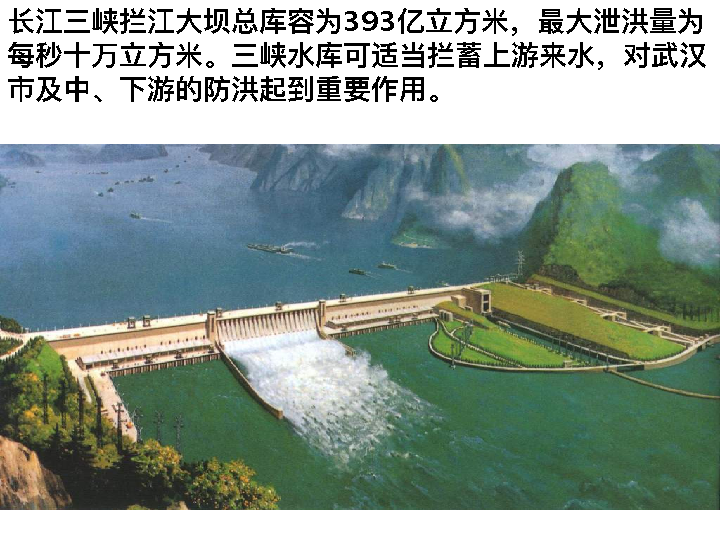 长江三峡拦江大坝总库容为393亿立方米，最大泄洪量为
每秒十万立方米。三峡水库可适当拦蓄上游来水，对武汉
市及中、下游的防洪起到重要作用。